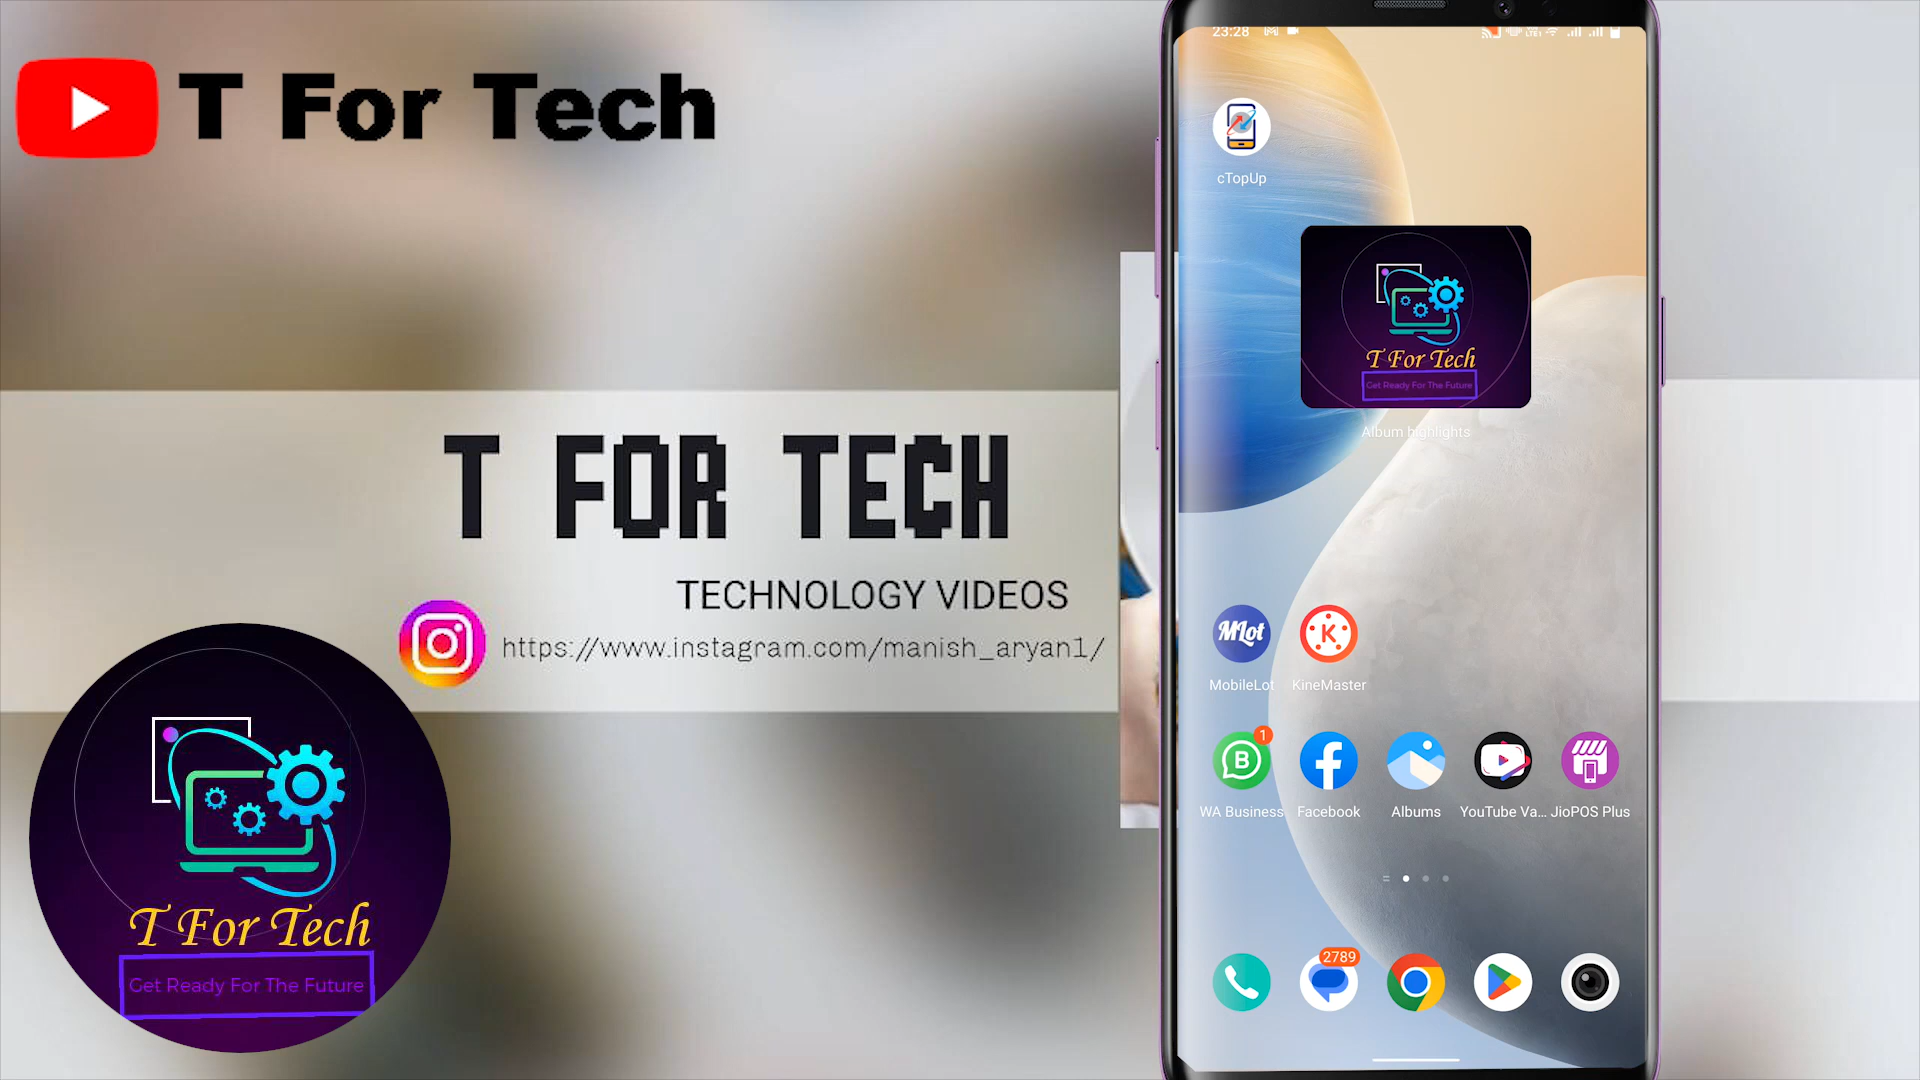 T For Tech
T FOR TECH
TECHNOLOGY VIDEOS
https://www.instagram.com/manish_aryan1/
T For Tech
Get Ready For The Future
23:28
cTopUp
T For Tech
Get Ready For The Future
Album highlights
MLot
K
MobileLot
KineMaster
1
B
WA Business
Facebook
Albums
YouTube Va...
JioPOS Plus
2789